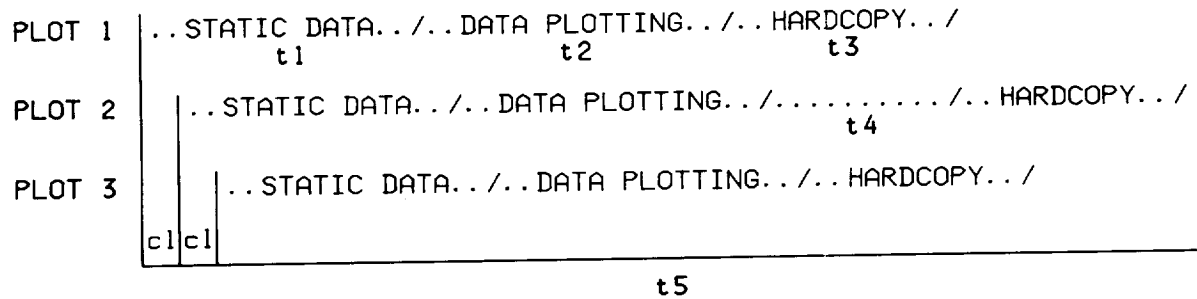 PLOT 1 ..STATIC DATA../..DATA PLOTTING../..HARDCOPY../
t1 t2 t3
PLOT 2 ..STATIC DATA../..DATA PLOTTING../........../..HARDCOPY../
t4
PLOT 3 ..STATIC DATA../..DATA PLOTTING../..HARDCOPY../
c1 c1
t5